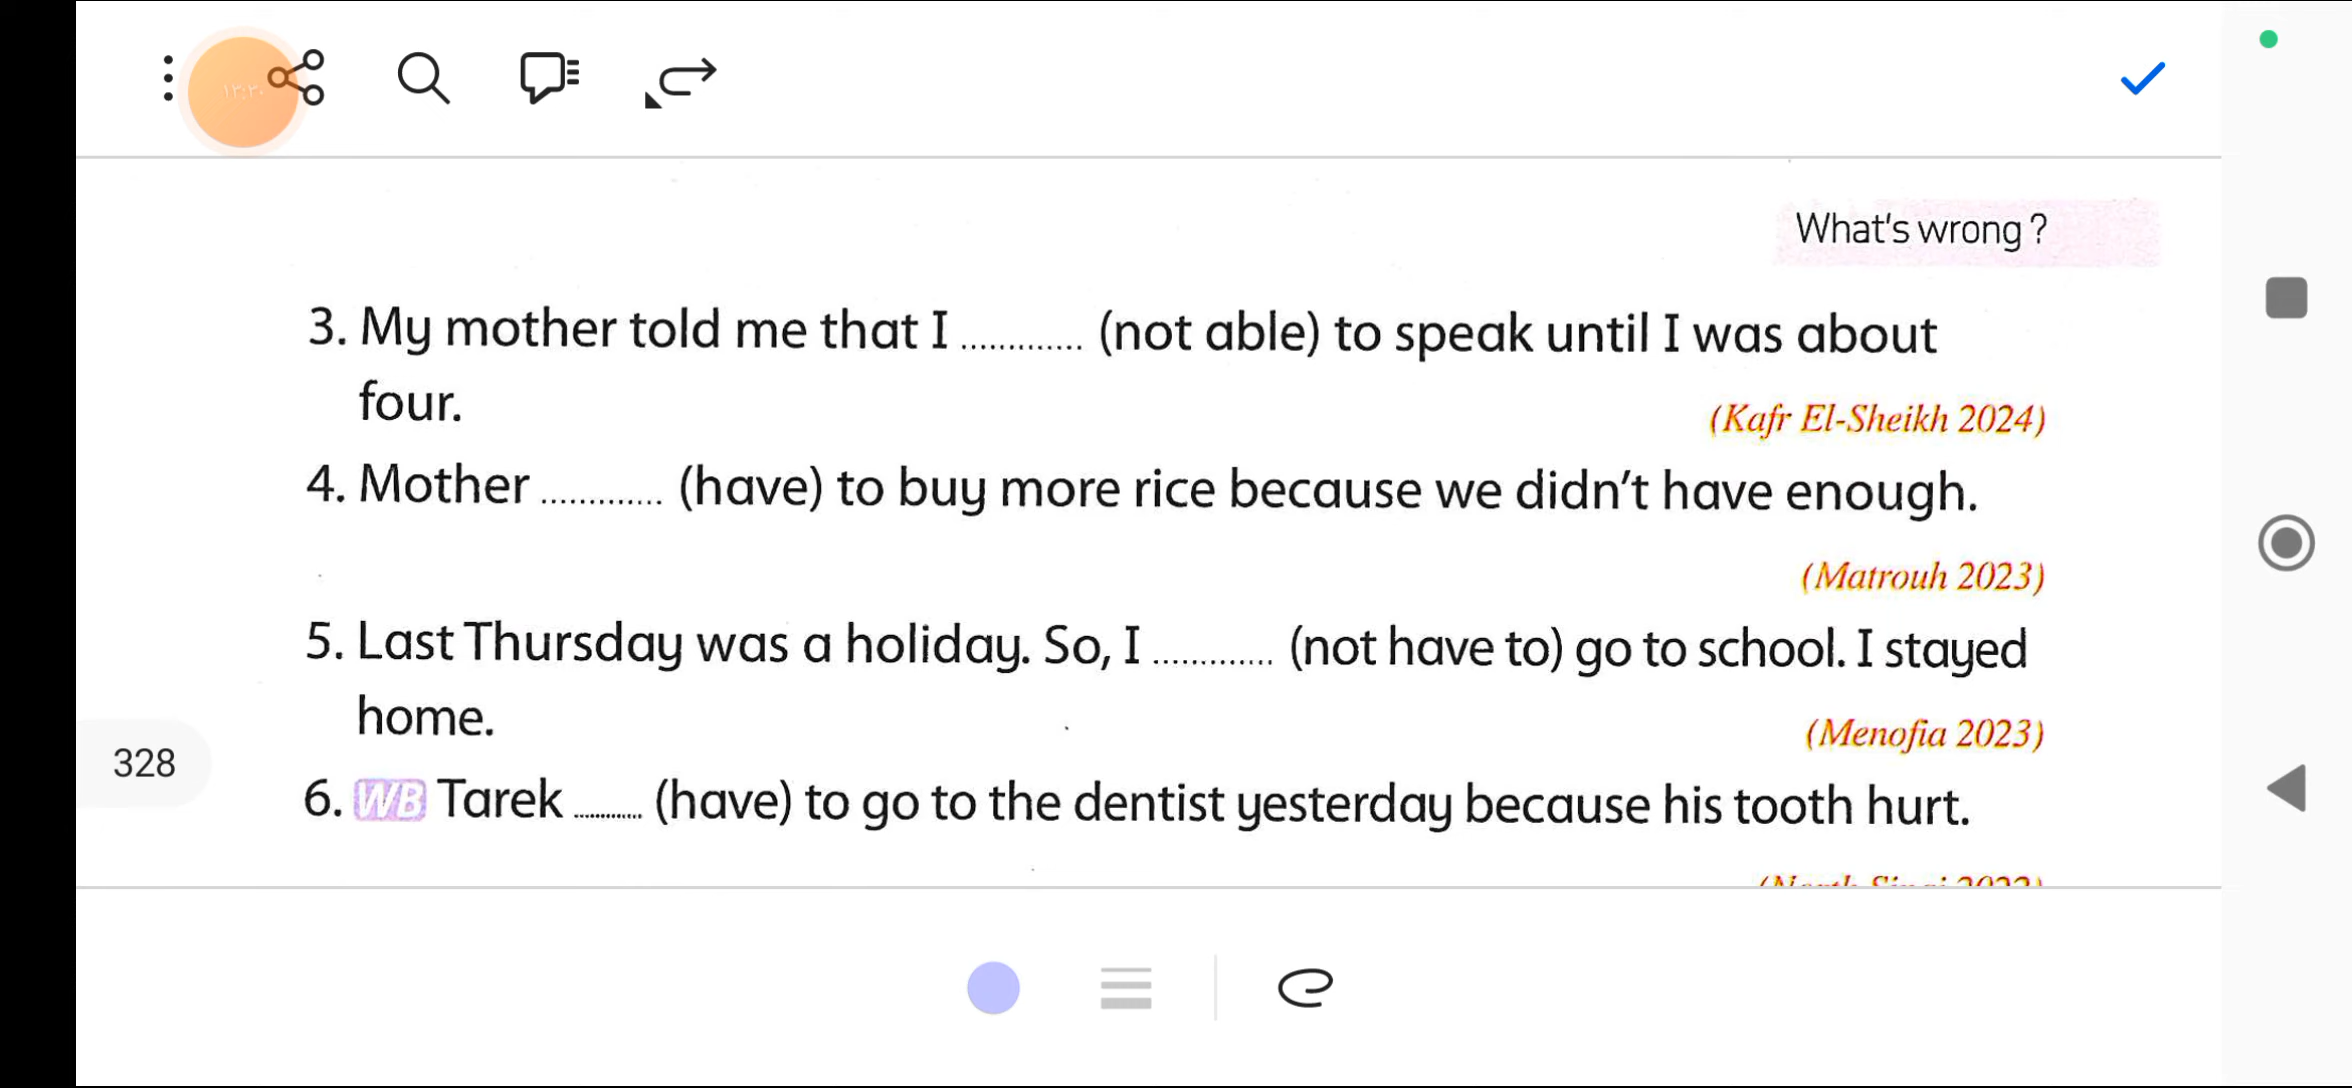 ١٢:٢٠
What's wrong ?
3. My mother told me that I ............. (not able) to speak until I was about
four.
(Kafr El-Sheikh 2024)
4. Mother ............. (have) to buy more rice because we didn't have enough.
(Matrouh 2023)
5. Last Thursday was a holiday. So, I ............. (not have to) go to school. I stayed
home.
(Menofia 2023)
328
6. WB Tarek ............. (have) to go to the dentist yesterday because his tooth hurt.